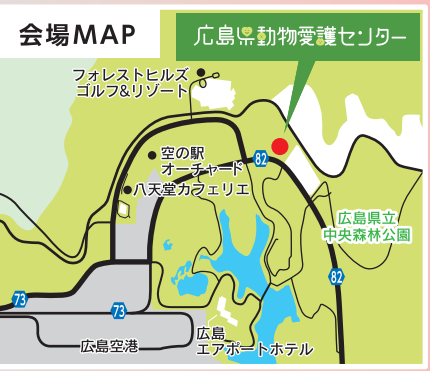 会場MAP
広島県動物愛護センター
フォレストヒルズ
ゴルフ&リゾート
空の駅
オーチャード
82
八天堂カフェリエ
広島県立
中央森林公園
82
73
73
広島空港
広島
エアポートホテル